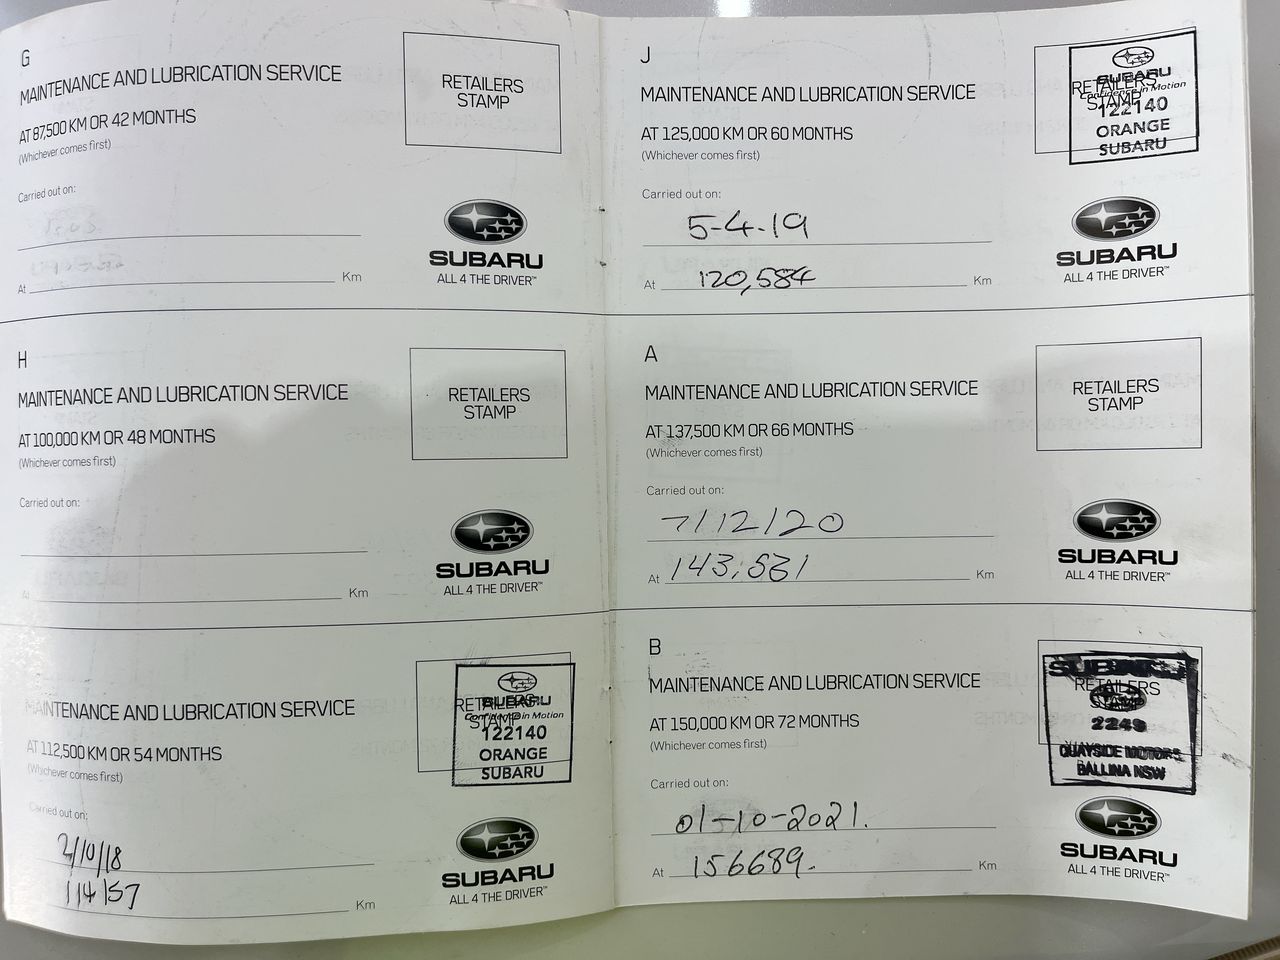 G
MAINTENANCE AND LUBRICATION SERVICE
AT 87,500 KM OR 42 MONTHS
(Whichever comes first)
RETAILERS
STAMP
Carried out on:
At
Km
SUBARU
ALL 4 THE DRIVER™
H
MAINTENANCE AND LUBRICATION SERVICE
AT 100,000 KM OR 48 MONTHS
(Whichever comes first)
RETAILERS
STAMP
Carried out on:
At
Km
SUBARU
ALL 4 THE DRIVER™
MAINTENANCE AND LUBRICATION SERVICE
AT 112,500 KM OR 54 MONTHS
(Whichever comes first)
RETAILERS
STAMP
SUBARU
Confidence in Motion
122140
ORANGE
SUBARU
Carried out on:
2/10/18
114157
Km
SUBARU
ALL 4 THE DRIVER™
J
MAINTENANCE AND LUBRICATION SERVICE
AT 125,000 KM OR 60 MONTHS
(Whichever comes first)
RETAILERS
STAMP
SUBARU
Confidence in Motion
122140
ORANGE
SUBARU
Carried out on:
5-4-19
At 120,584 Km
SUBARU
ALL 4 THE DRIVER™
A
MAINTENANCE AND LUBRICATION SERVICE
AT 137,500 KM OR 66 MONTHS
(Whichever comes first)
RETAILERS
STAMP
Carried out on:
7/12/20
At Km
SUBARU
ALL 4 THE DRIVER™
B
MAINTENANCE AND LUBRICATION SERVICE
AT 150,000 KM OR 72 MONTHS
(Whichever comes first)
RETAILERS
STAMP
SUBARU
2249
QUAYSIDE MOTORS
BALLINA NSW
Carried out on:
01-10-2021.
At 156689. Km
SUBARU
ALL 4 THE DRIVER™